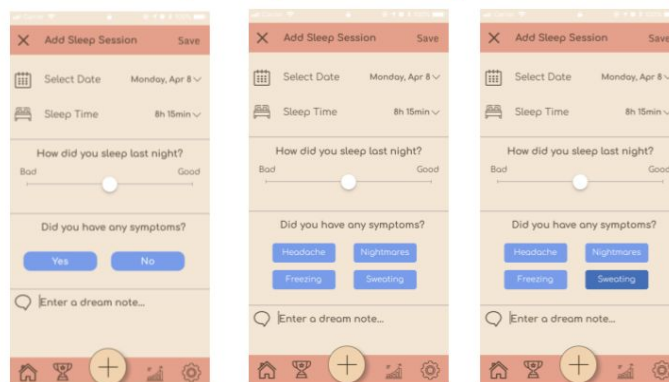 Add Sleep Session Save
Select Date Monday, Apr 8
Sleep Time 8h 15min
How did you sleep last night?
Bad Good
Did you have any symptoms?
Yes No
Enter a dream note...
Add Sleep Session Save
Select Date Monday, Apr 8
Sleep Time 8h 15min
How did you sleep last night?
Bad Good
Did you have any symptoms?
Headache Nightmares
Freezing Sweating
Enter a dream note...
Add Sleep Session Save
Select Date Monday, Apr 8
Sleep Time 8h 15min
How did you sleep last night?
Bad Good
Did you have any symptoms?
Headache Nightmares
Freezing Sweating
Enter a dream note...